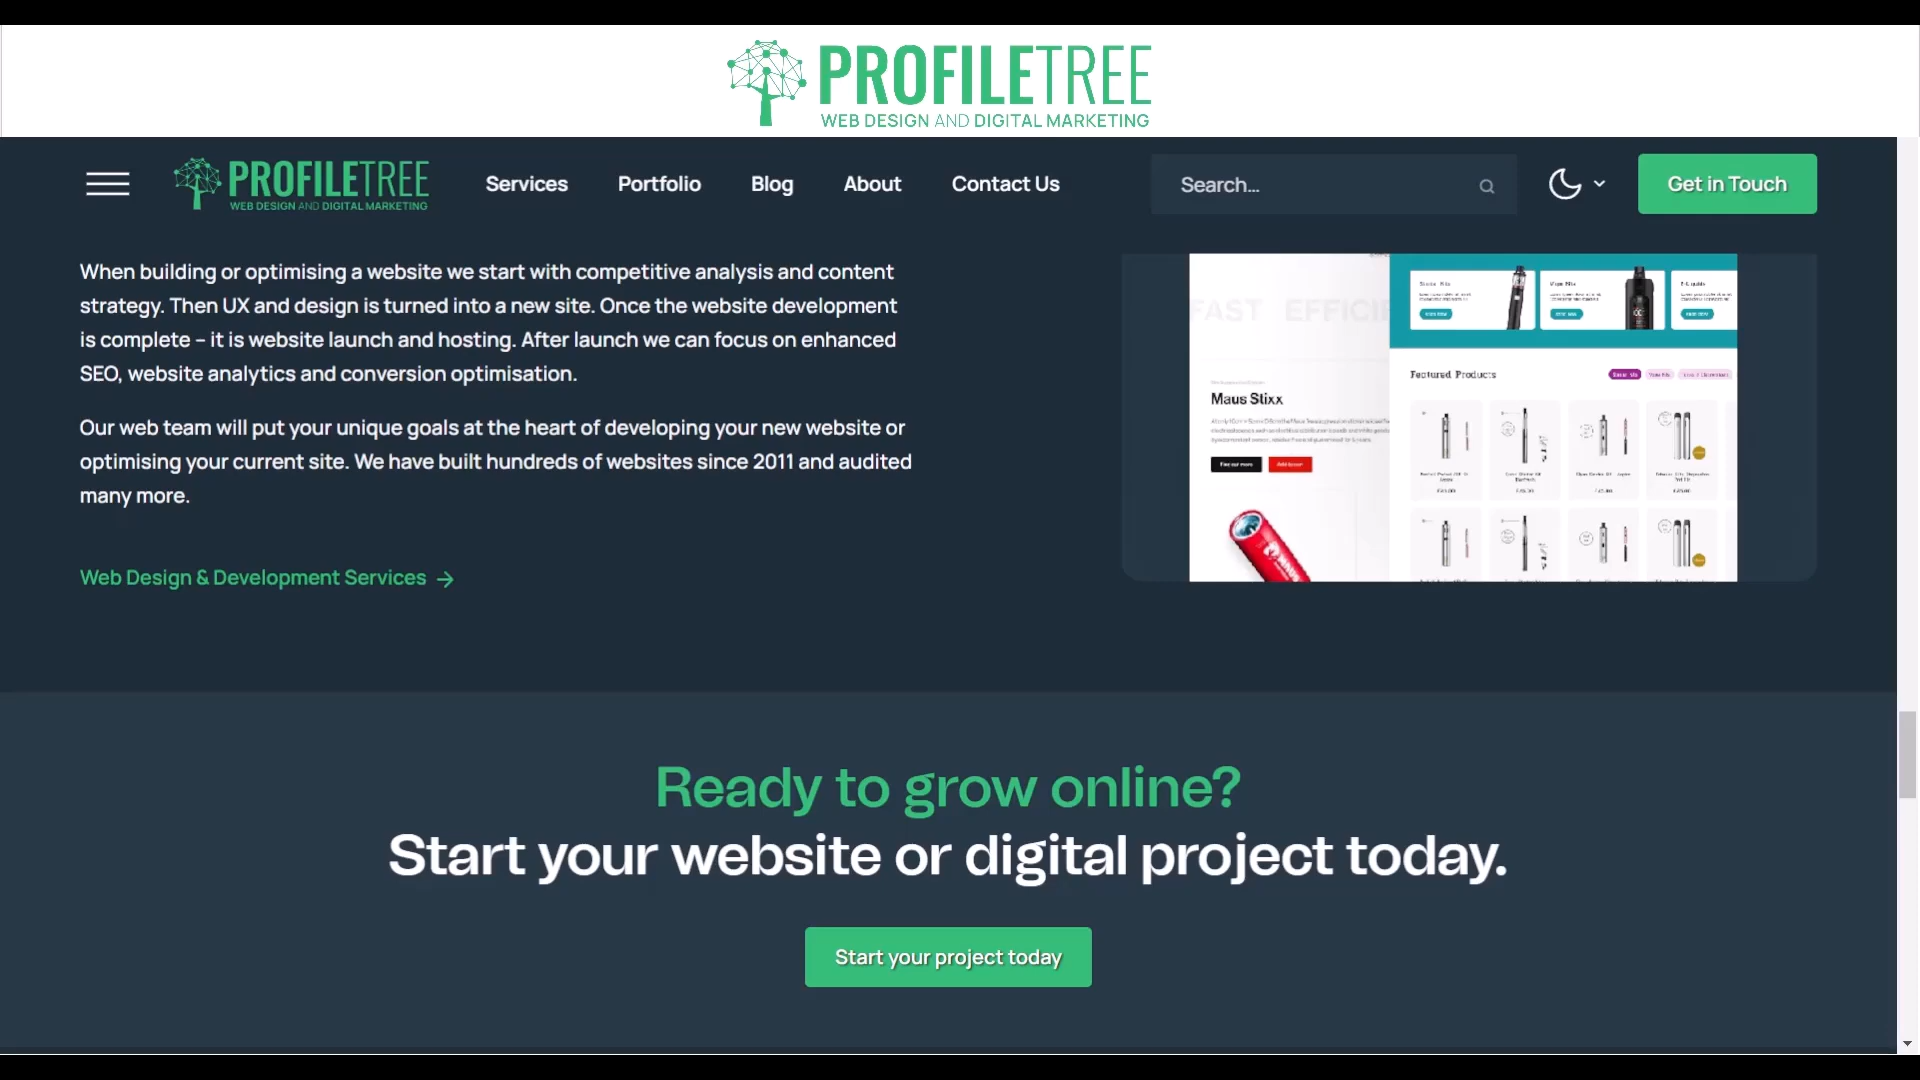 PROFILETREE
WEB DESIGN AND DIGITAL MARKETING
PROFILETREE
WEB DESIGN AND DIGITAL MARKETING
Services
Portfolio
Blog
About
Contact Us
Search...
Get in Touch
When building or optimising a website we start with competitive analysis and content
strategy. Then UX and design is turned into a new site. Once the website development
is complete – it is website launch and hosting. After launch we can focus on enhanced
SEO, website analytics and conversion optimisation.
Our web team will put your unique goals at the heart of developing your new website or
optimising your current site. We have built hundreds of websites since 2011 and audited
many more.
Web Design & Development Services →
FAST
Maus Stixx
Find out more
Featured Products
Ready to grow online?
Start your website or digital project today.
Start your project today